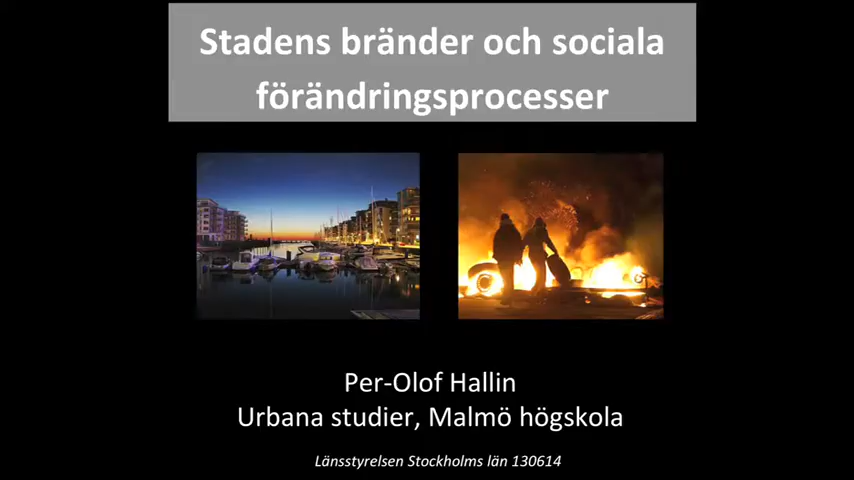 Stadens bränder och sociala
förändringsprocesser
Per-Olof Hallin
Urbana studier, Malmö högskola
Länsstyrelsen Stockholms län 130614